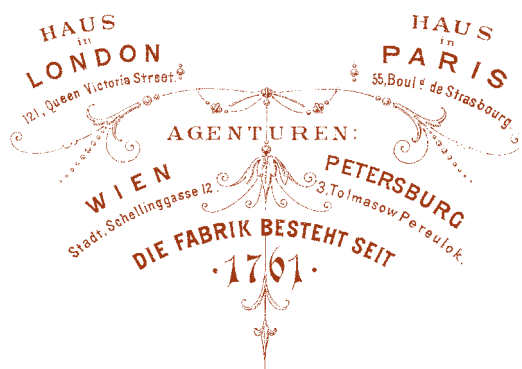 HAUS
in
LONDON
121, Queen Victoria Street.
HAUS
in
PARIS
55, Boul^d de Strasbourg.
AGENTUREN:
WIEN
Stadt, Schellinggasse 12.
PETERSBURG
3, Tolmasow Pereulok.
DIE FABRIK BESTEHT SEIT
· 1761 ·